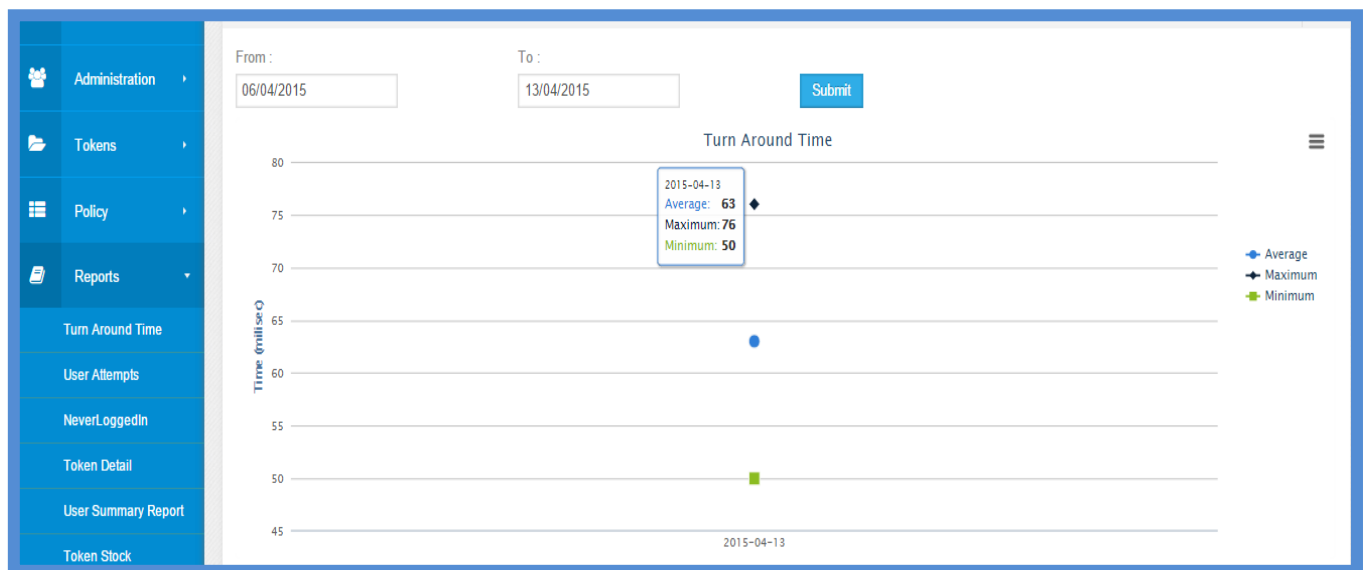 Administration
Tokens
Policy
Reports
Turn Around Time
User Attempts
NeverLoggedIn
Token Detail
User Summary Report
Token Stock
From :
To :
06/04/2015
13/04/2015
Submit
Turn Around Time
80
75
70
65
60
55
50
45
Time (milisec)
2015-04-13
Average: 63
Maximum: 76
Minimum: 50
2015-04-13
Average
Maximum
Minimum